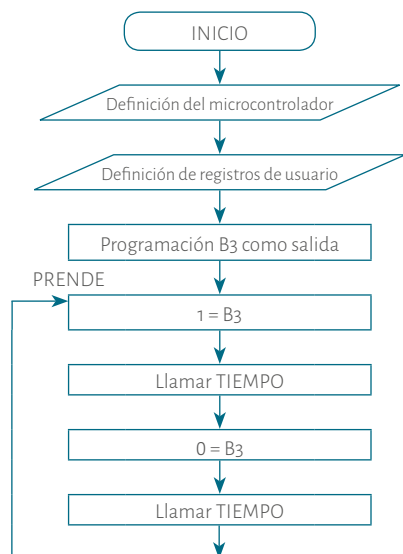 INICIO
Definición del microcontrolador
Definición de registros de usuario
Programación B3 como salida
PRENDE
1 = B3
Llamar TIEMPO
0 = B3
Llamar TIEMPO